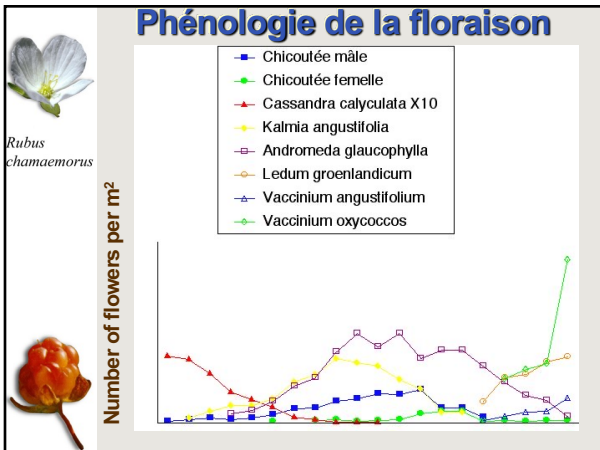 Phénologie de la floraison
Chicoutée mâle
Chicoutée femelle
Cassandra calyculata X10
Kalmia angustifolia
Andromeda glaucophylla
Ledum groenlandicum
Vaccinium angustifolium
Vaccinium oxycoccos
Rubus
chamaemorus
Number of flowers per m²